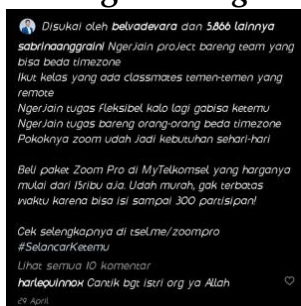 Disukai oleh belvadevara dan 5.866 lainnya
sabrinaanggraini Ngerjain project bareng team yang
bisa beda timezone
Ikut kelas yang ada classmates temen-temen yang
remote
Ngerjain tugas fleksibel kalo lagi gabisa ketemu
Ngerjain tugas bareng orang-orang beda timezone
Pokoknya zoom udah jadi kebutuhan sehari-hari
Beli paket Zoom Pro di MyTelkomsel yang harganya
mulai dari 15ribu aja. Udah murah, gak terbatas
waktu karena bisa isi sampai 300 partisipan!
Cek selengkapnya di tsel.me/zoompro
#SelancarKetemu
Lihat semua 10 komentar
harlequinnox Cantik bgt istri org ya Allah
29 April